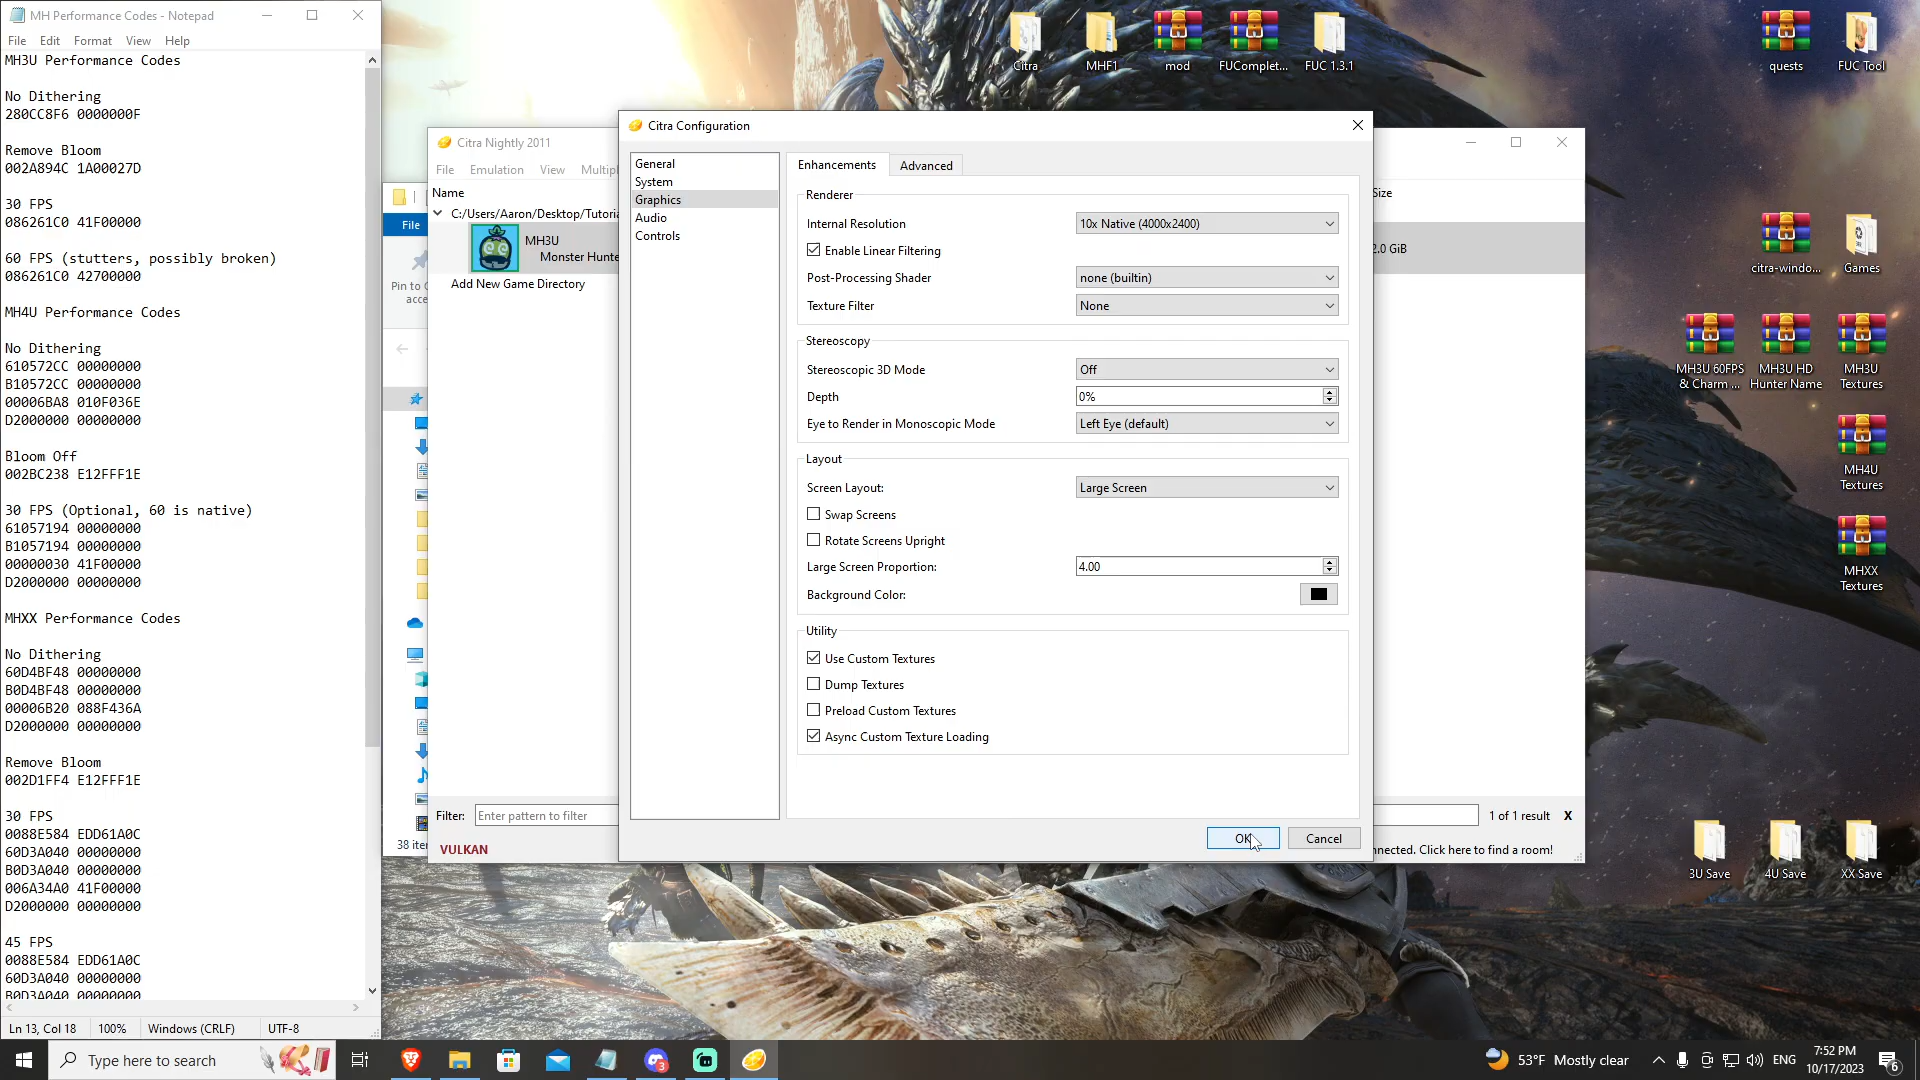 MH Performance Codes - Notepad
File Edit Format View Help
MH3U Performance Codes
No Dithering
280CC8F6 0000000F
Remove Bloom
002A894C 1A00027D
30 FPS
086261C0 41F00000
60 FPS (stutters, possibly broken)
086261C0 42700000
MH4U Performance Codes
No Dithering
610572CC 00000000
B10572CC 00000000
00006BA8 010F036E
D2000000 00000000
Bloom Off
002BC238 E12FFF1E
30 FPS (Optional, 60 is native)
61057194 00000000
B1057194 00000000
00000030 41F00000
D2000000 00000000
MHXX Performance Codes
No Dithering
60D4BF48 00000000
B0D4BF48 00000000
00006B20 088F436A
D2000000 00000000
Remove Bloom
002D1FF4 E12FFF1E
30 FPS
0088E584 EDD61A0C
60D3A040 00000000
B0D3A040 00000000
006A34A0 41F00000
D2000000 00000000
45 FPS
0088E584 EDD61A0C
60D3A040 00000000
B0D3A040 00000000
Ln 13, Col 18 100% Windows (CRLF) UTF-8
Citra
MHF1
mod
FUComplet...
FUC 1.3.1
quests
FUC Tool
citra-windo...
Games
MH3U 60FPS
& Charm ...
MH3U HD
Hunter Name
MH3U
Textures
MH4U
Textures
MHXX
Textures
3U Save
4U Save
XX Save
File
Pin to
acce
38 ite
Citra Nightly 2011
File Emulation View Multip
Name
Size
C:/Users/Aaron/Desktop/Tutoria
MH3U
Monster Hunte
2.0 GiB
Add New Game Directory
Filter: Enter pattern to filter
1 of 1 result X
VULKAN
nnected. Click here to find a room!
Citra Configuration
General
System
Graphics
Audio
Controls
Enhancements Advanced
Renderer
Internal Resolution 10x Native (4000x2400)
Enable Linear Filtering
Post-Processing Shader none (builtin)
Texture Filter None
Stereoscopy
Stereoscopic 3D Mode Off
Depth 0%
Eye to Render in Monoscopic Mode Left Eye (default)
Layout
Screen Layout: Large Screen
Swap Screens
Rotate Screens Upright
Large Screen Proportion: 4.00
Background Color:
Utility
Use Custom Textures
Dump Textures
Preload Custom Textures
Async Custom Texture Loading
OK Cancel
Type here to search
3
53°F Mostly clear
ENG
7:52 PM
10/17/2023
6